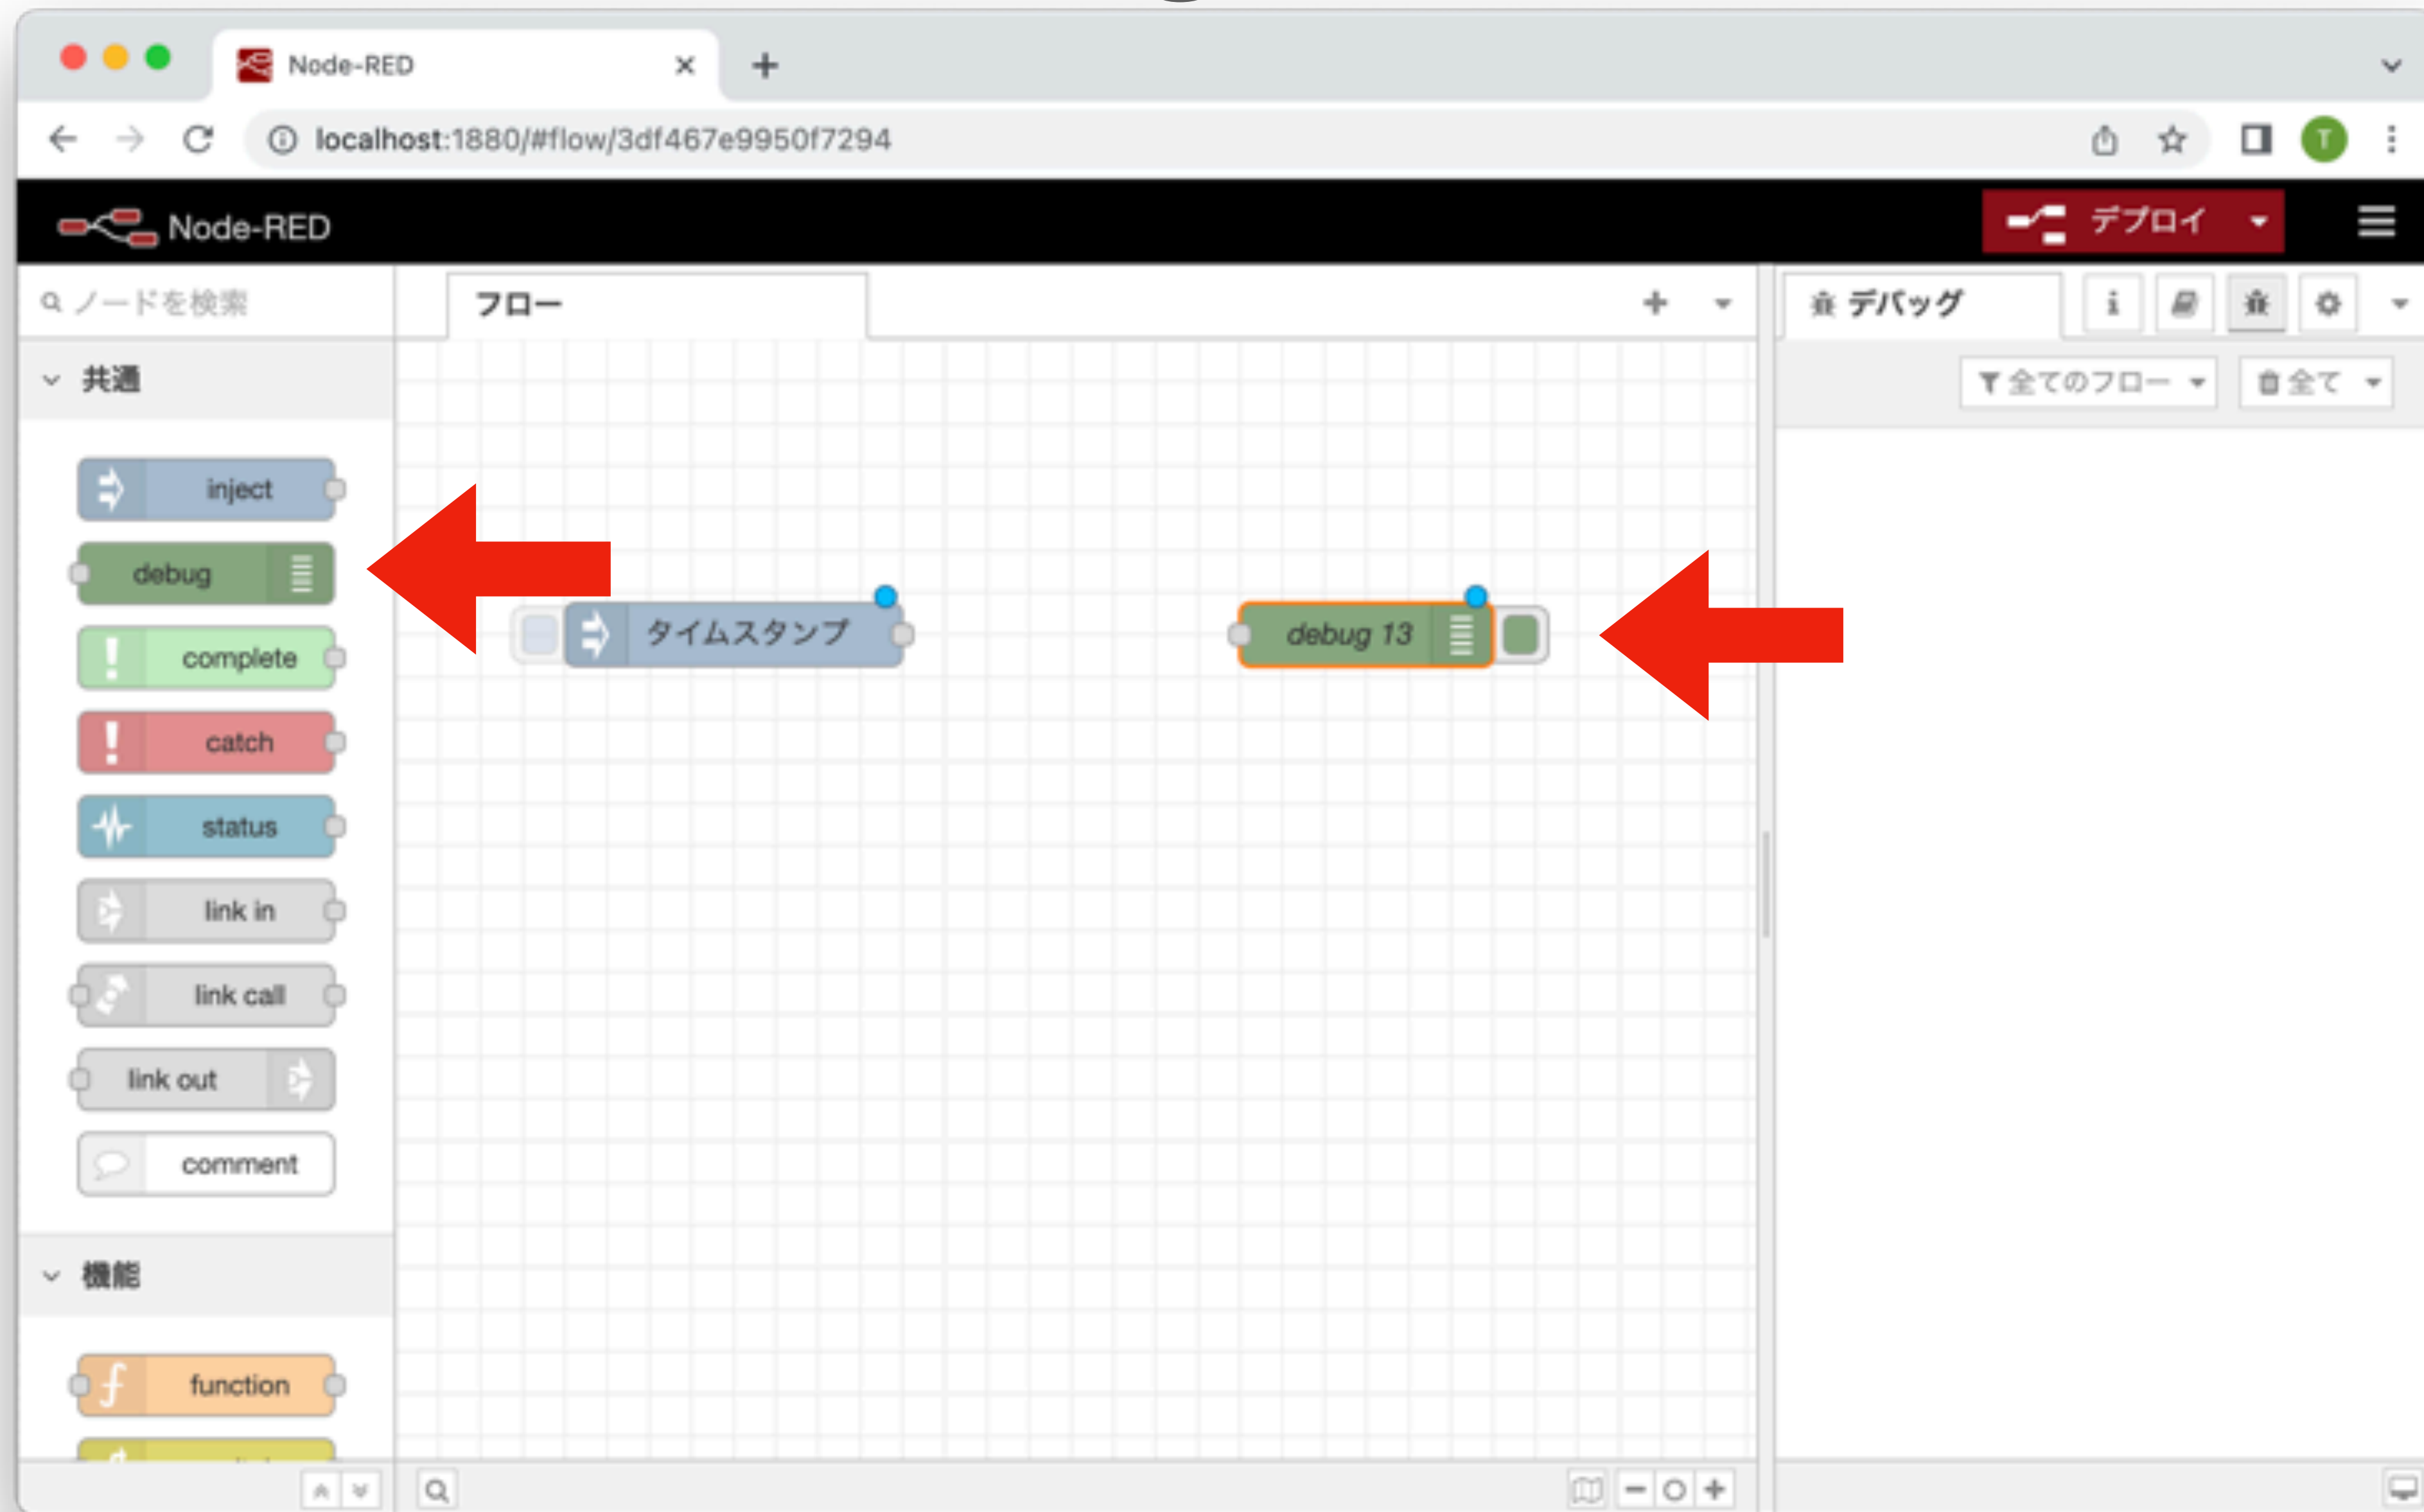 Node-RED
localhost:1880/#flow/3df467e9950f7294
T
Node-RED
デプロイ
ノードを検索
フロー
デバッグ
i
共通
全てのフロー
全て
inject
debug
complete
catch
status
link in
link call
link out
comment
タイムスタンプ
debug 13
機能
function